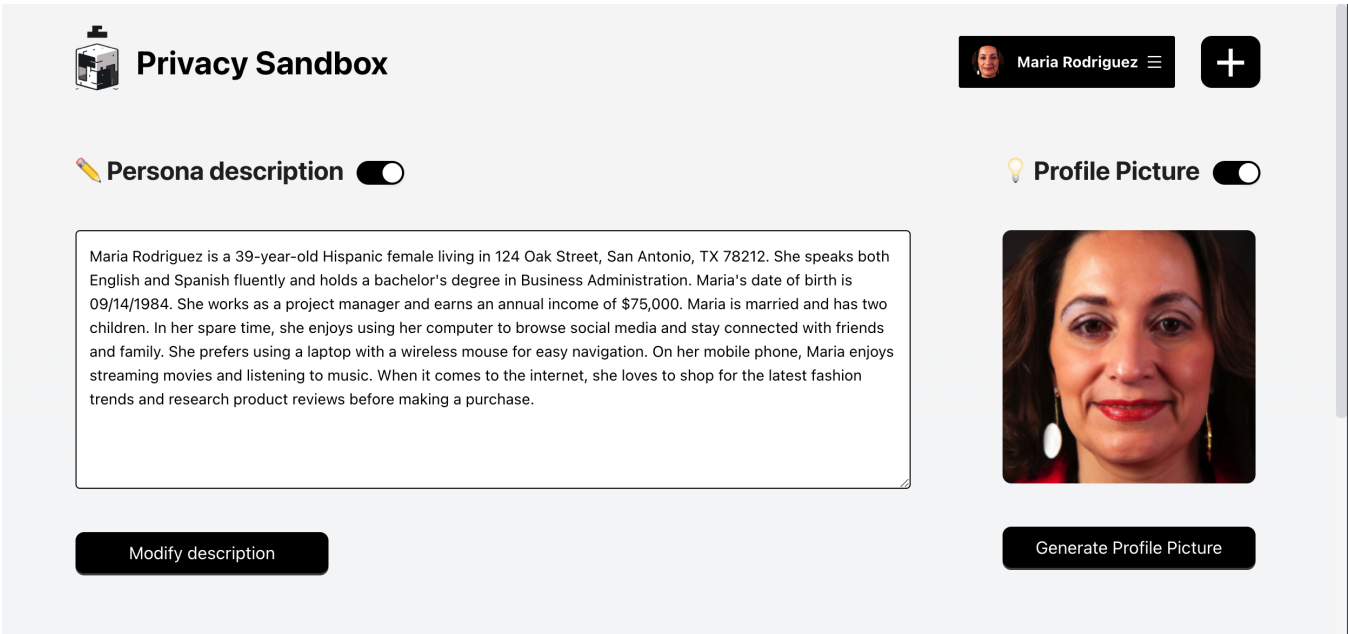 Privacy Sandbox
Maria Rodriguez
Persona description
Profile Picture
Maria Rodriguez is a 39-year-old Hispanic female living in 124 Oak Street, San Antonio, TX 78212. She speaks both
English and Spanish fluently and holds a bachelor's degree in Business Administration. Maria's date of birth is
09/14/1984. She works as a project manager and earns an annual income of $75,000. Maria is married and has two
children. In her spare time, she enjoys using her computer to browse social media and stay connected with friends
and family. She prefers using a laptop with a wireless mouse for easy navigation. On her mobile phone, Maria enjoys
streaming movies and listening to music. When it comes to the internet, she loves to shop for the latest fashion
trends and research product reviews before making a purchase.
Modify description
Generate Profile Picture